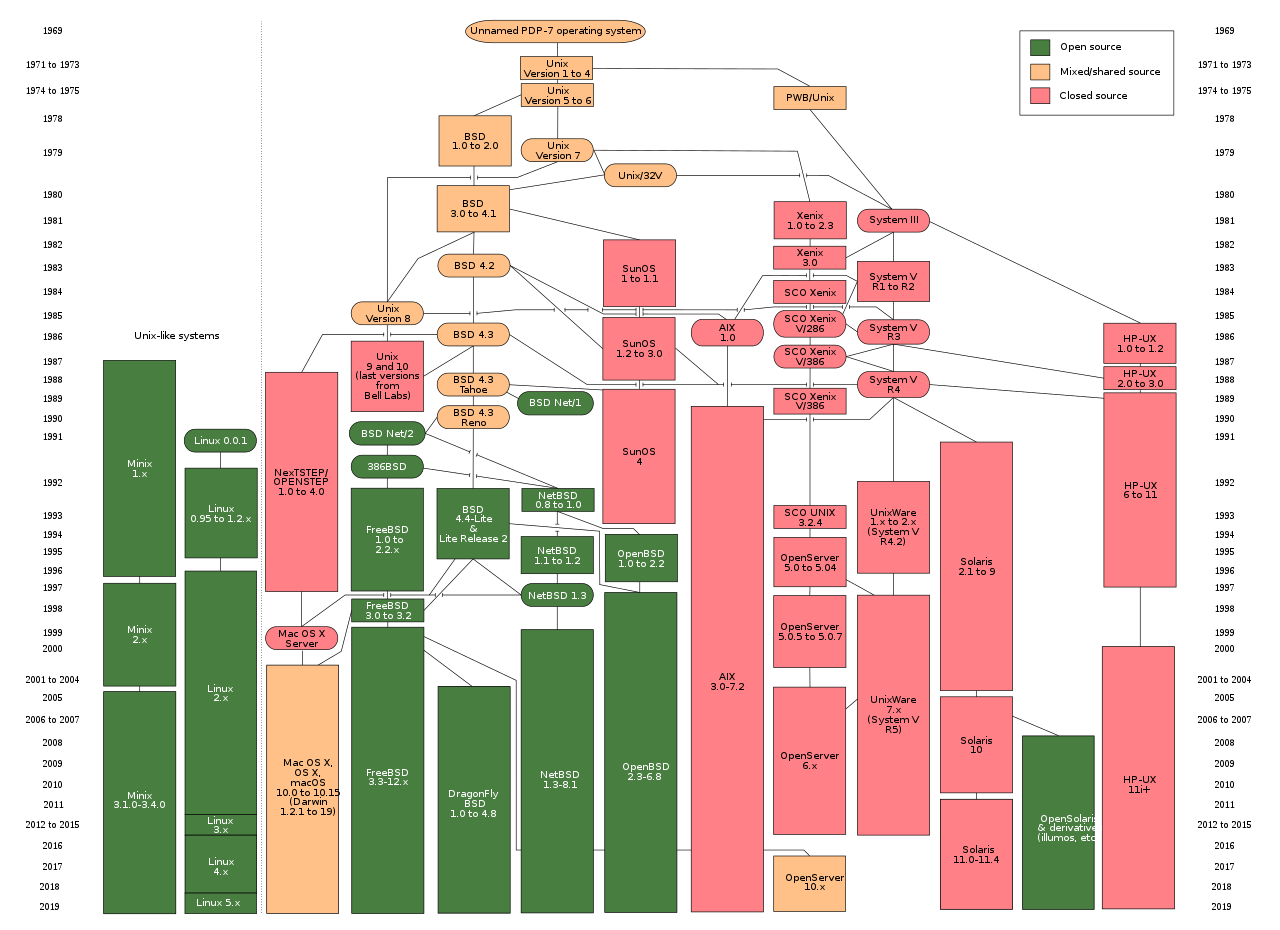 1969
1971 to 1973
1974 to 1975
1978
1979
1980
1981
1982
1983
1984
1985
1986
1987
1988
1989
1990
1991
1992
1993
1994
1995
1996
1997
1998
1999
2000
2001 to 2004
2005
2006 to 2007
2008
2009
2010
2011
2012 to 2015
2016
2017
2018
2019
Unix-like systems
Minix
1.x
Minix
2.x
Minix
3.1.0-3.4.0
Linux 0.0.1
Linux
0.95 to 1.2.x
Linux
2.x
Linux
3.x
Linux
4.x
Linux 5.x
NexTSTEP/
OPENSTEP
1.0 to 4.0
Mac OS X
Server
Mac OS X,
OS X,
macOS
10.0 to 10.15
(Darwin
1.2.1 to 19)
Unnamed PDP-7 operating system
Unix
Version 1 to 4
Unix
Version 5 to 6
BSD
1.0 to 2.0
Unix
Version 7
Unix/32V
BSD
3.0 to 4.1
BSD 4.2
Unix
Version 8
BSD 4.3
Unix
9 and 10
(last versions
from
Bell Labs)
BSD 4.3
Tahoe
BSD Net/1
BSD 4.3
Reno
BSD Net/2
386BSD
FreeBSD
1.0 to
2.2.x
BSD
4.4-Lite
&
Lite Release 2
NetBSD
0.8 to 1.0
NetBSD
1.1 to 1.2
NetBSD 1.3
FreeBSD
3.0 to 3.2
FreeBSD
3.3-12.x
DragonFly
BSD
1.0 to 4.8
NetBSD
1.3-8.1
SunOS
1 to 1.1
SunOS
1.2 to 3.0
SunOS
4
OpenBSD
1.0 to 2.2
OpenBSD
2.3-6.8
AIX
1.0
AIX
3.0-7.2
PWB/Unix
Xenix
1.0 to 2.3
Xenix
3.0
SCO Xenix
SCO Xenix
V/286
SCO Xenix
V/386
SCO Xenix
V/386
SCO UNIX
3.2.4
OpenServer
5.0 to 5.04
OpenServer
5.0.5 to 5.0.7
OpenServer
6.x
OpenServer
10.x
System III
System V
R1 to R2
System V
R3
System V
R4
UnixWare
1.x to 2.x
(System V
R4.2)
UnixWare
7.x
(System V
R5)
Solaris
2.1 to 9
Solaris
10
Solaris
11.0-11.4
OpenSolaris
& derivative
(illumos, etc
HP-UX
1.0 to 1.2
HP-UX
2.0 to 3.0
HP-UX
6 to 11
HP-UX
11i+
Open source
Mixed/shared source
Closed source
1969
1971 to 1973
1974 to 1975
1978
1979
1980
1981
1982
1983
1984
1985
1986
1987
1988
1989
1990
1991
1992
1993
1994
1995
1996
1997
1998
1999
2000
2001 to 2004
2005
2006 to 2007
2008
2009
2010
2011
2012 to 2015
2016
2017
2018
2019